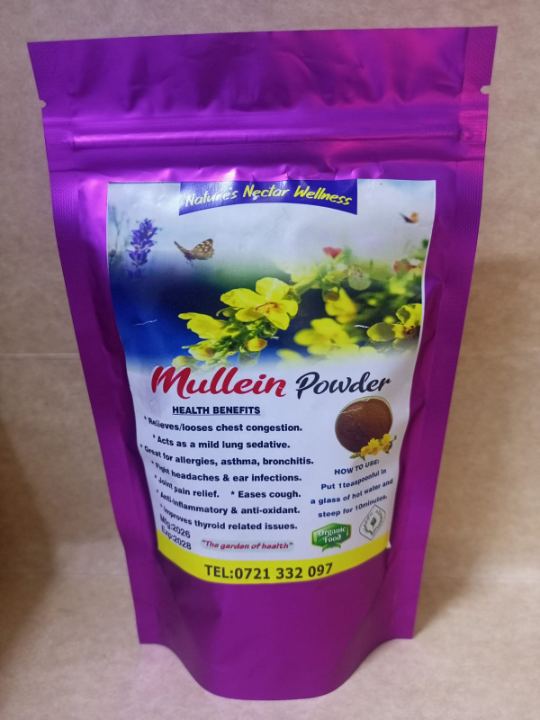 Nature's Nectar Wellness
Mullein Powder
HEALTH BENEFITS
* Relieves/looses chest congestion.
* Acts as a mild lung sedative.
* Great for allergies, asthma, bronchitis.
* Fight headaches & ear infections.
* Joint pain relief. * Eases cough.
* Anti-inflammatory & anti-oxidant.
* Improves thyroid related issues.
Mfg:2026
Exp:2028
HOW TO USE:
Put 1teaspoonful in
a glass of hot water and
steep for 10minutes.
Organic
Food
"The garden of health"
TEL:0721 332 097